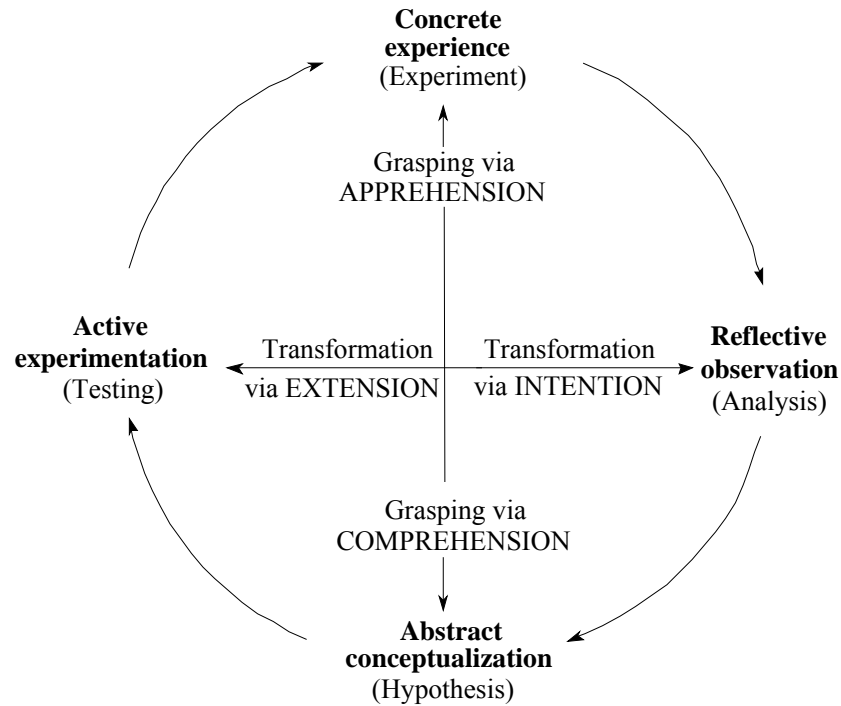 Concrete
experience
(Experiment)
Grasping via
APPREHENSION
Active
experimentation
(Testing)
Transformation
via EXTENSION
Transformation
via INTENTION
Reflective
observation
(Analysis)
Grasping via
COMPREHENSION
Abstract
conceptualization
(Hypothesis)